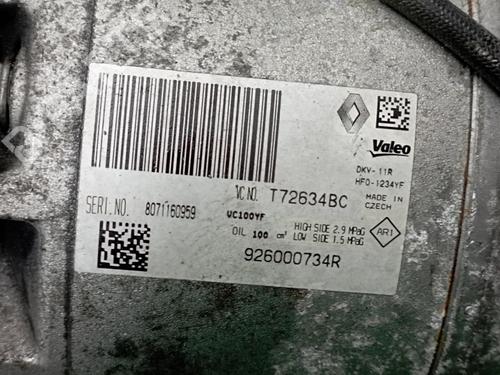 Valeo
DKV-11R
HFO-1234YF
VC NO. T72634BC
MADE IN
CZECH
SERI.NO. 8071160959
VC100YF
OIL 100 cm³
HIGH SIDE 2.9 MPaG
LOW SIDE 1.5 MPaG
AR1
926000734R